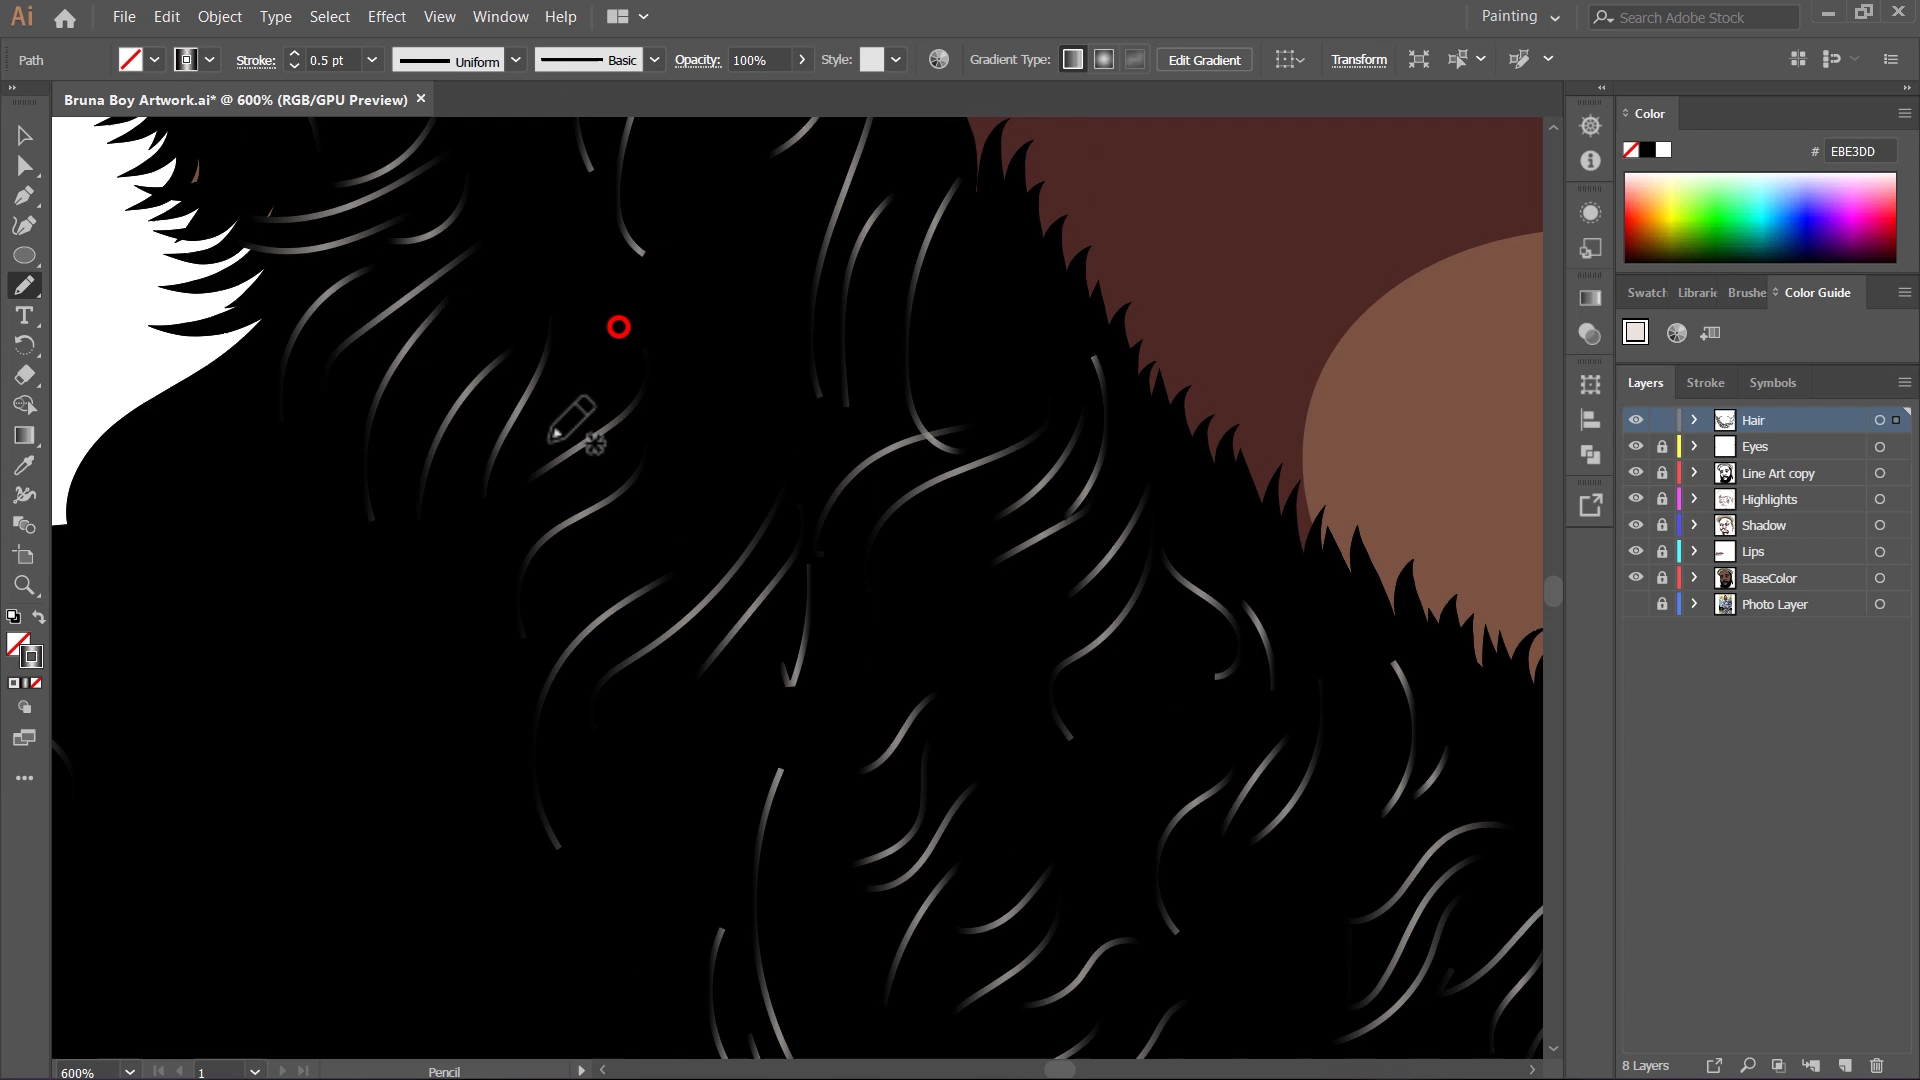 Ai File Edit Object Type Select Effect View Window Help Painting Search Adobe Stock
Path Stroke: 0.5 pt Uniform Basic Opacity: 100% Style: Gradient Type: Edit Gradient Transform
Bruna Boy Artwork.ai* @ 600% (RGB/GPU Preview) ×
Color
# EBE3DD
Swatch Librari Brushe Color Guide
Layers Stroke Symbols
Hair
Eyes
Line Art copy
Highlights
Shadow
Lips
BaseColor
Photo Layer
8 Layers
600% 1 Pencil